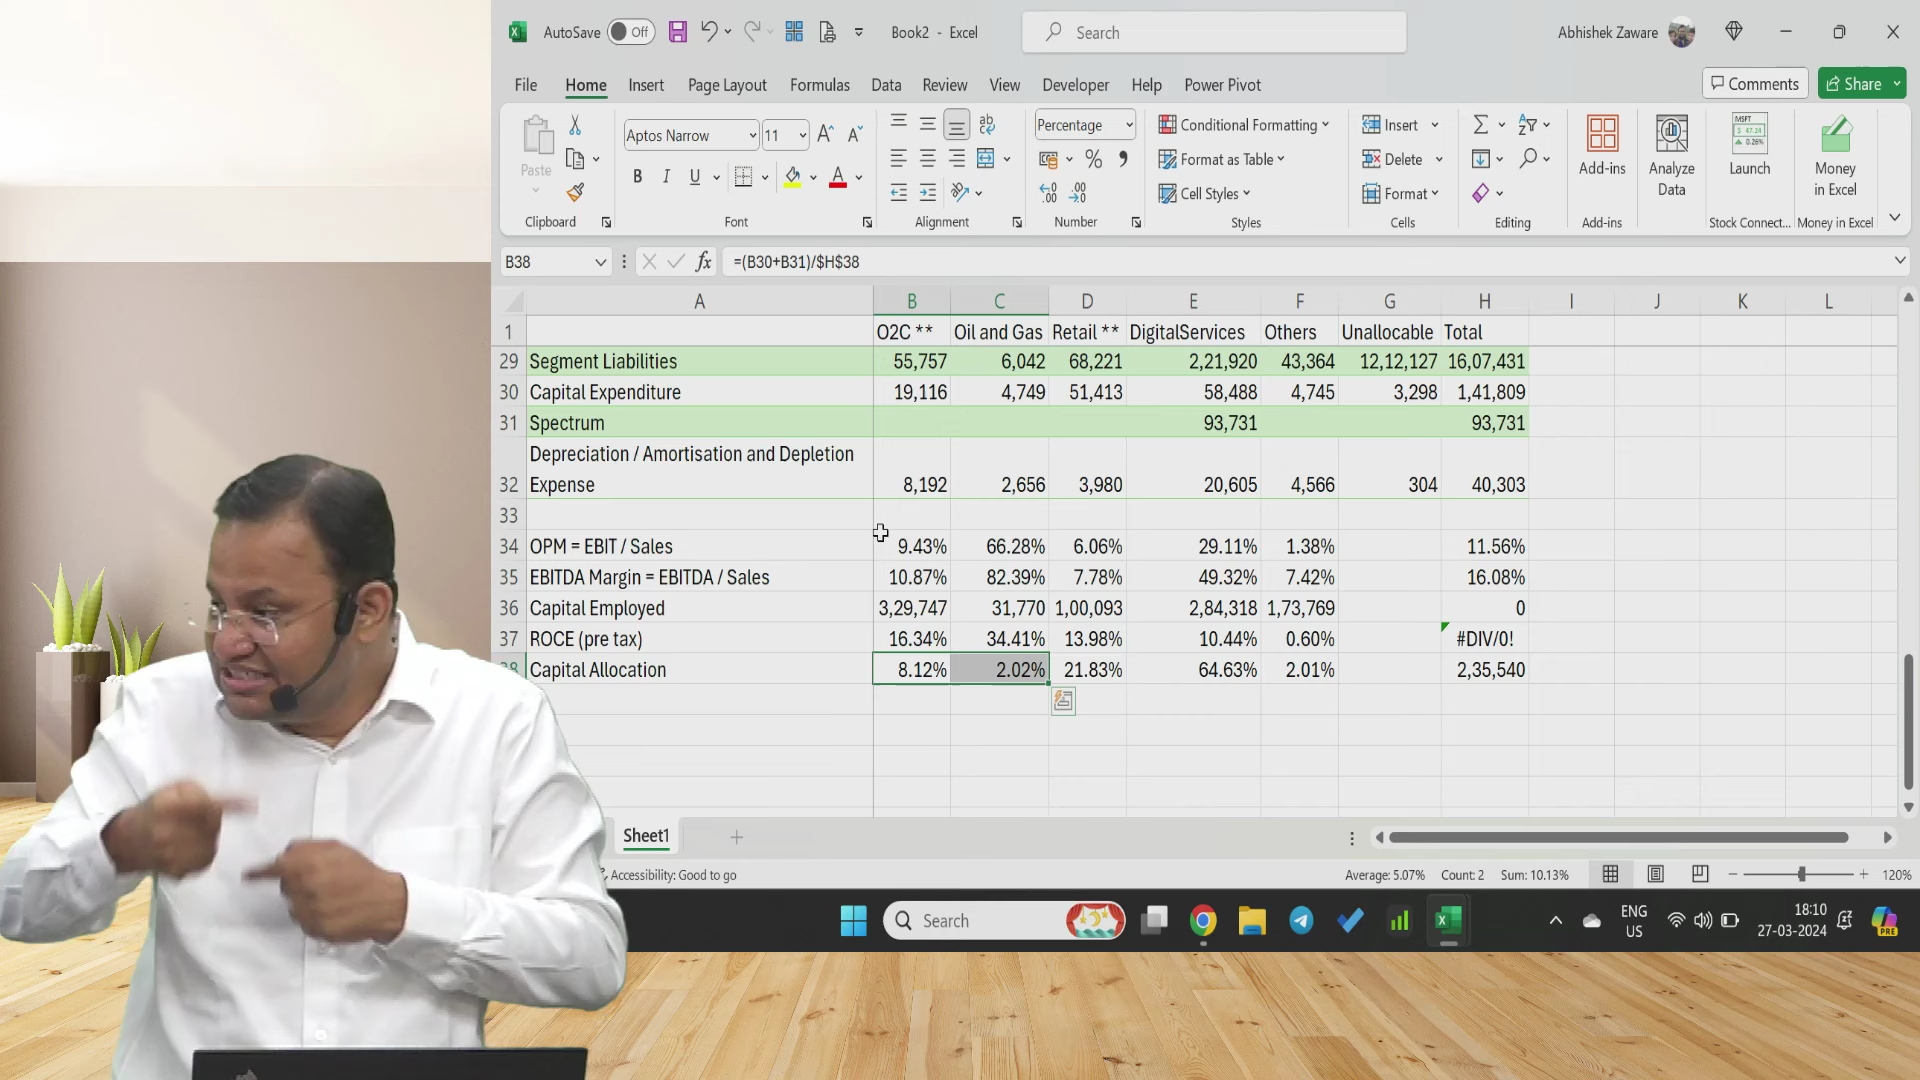 AutoSave Off Book2 - Excel Search Abhishek Zaware
File Home Insert Page Layout Formulas Data Review View Developer Help Power Pivot Comments Share
Paste Aptos Narrow 11 Percentage Conditional Formatting Insert MSFT
$ 47.24
0.26%
Format as Table Delete Add-ins Analyze Data Launch Money in Excel
B I U A % Cell Styles Format
Clipboard Font Alignment Number Styles Cells Editing Add-ins Stock Connect... Money in Excel
B38 fx =(B30+B31)/$H$38
A B C D E F G H I J K L
1 O2C ** Oil and Gas Retail ** DigitalServices Others Unallocable Total
29 Segment Liabilities 55,757 6,042 68,221 2,21,920 43,364 12,12,127 16,07,431
30 Capital Expenditure 19,116 4,749 51,413 58,488 4,745 3,298 1,41,809
31 Spectrum 93,731 93,731
Depreciation / Amortisation and Depletion
32 Expense 8,192 2,656 3,980 20,605 4,566 304 40,303
33
34 OPM = EBIT / Sales 9.43% 66.28% 6.06% 29.11% 1.38% 11.56%
35 EBITDA Margin = EBITDA / Sales 10.87% 82.39% 7.78% 49.32% 7.42% 16.08%
36 Capital Employed 3,29,747 31,770 1,00,093 2,84,318 1,73,769 0
37 ROCE (pre tax) 16.34% 34.41% 13.98% 10.44% 0.60% #DIV/0!
38 Capital Allocation 8.12% 2.02% 21.83% 64.63% 2.01% 2,35,540
Sheet1
Accessibility: Good to go Average: 5.07% Count: 2 Sum: 10.13% 120%
Search ENG
US 18:10
27-03-2024 PRE